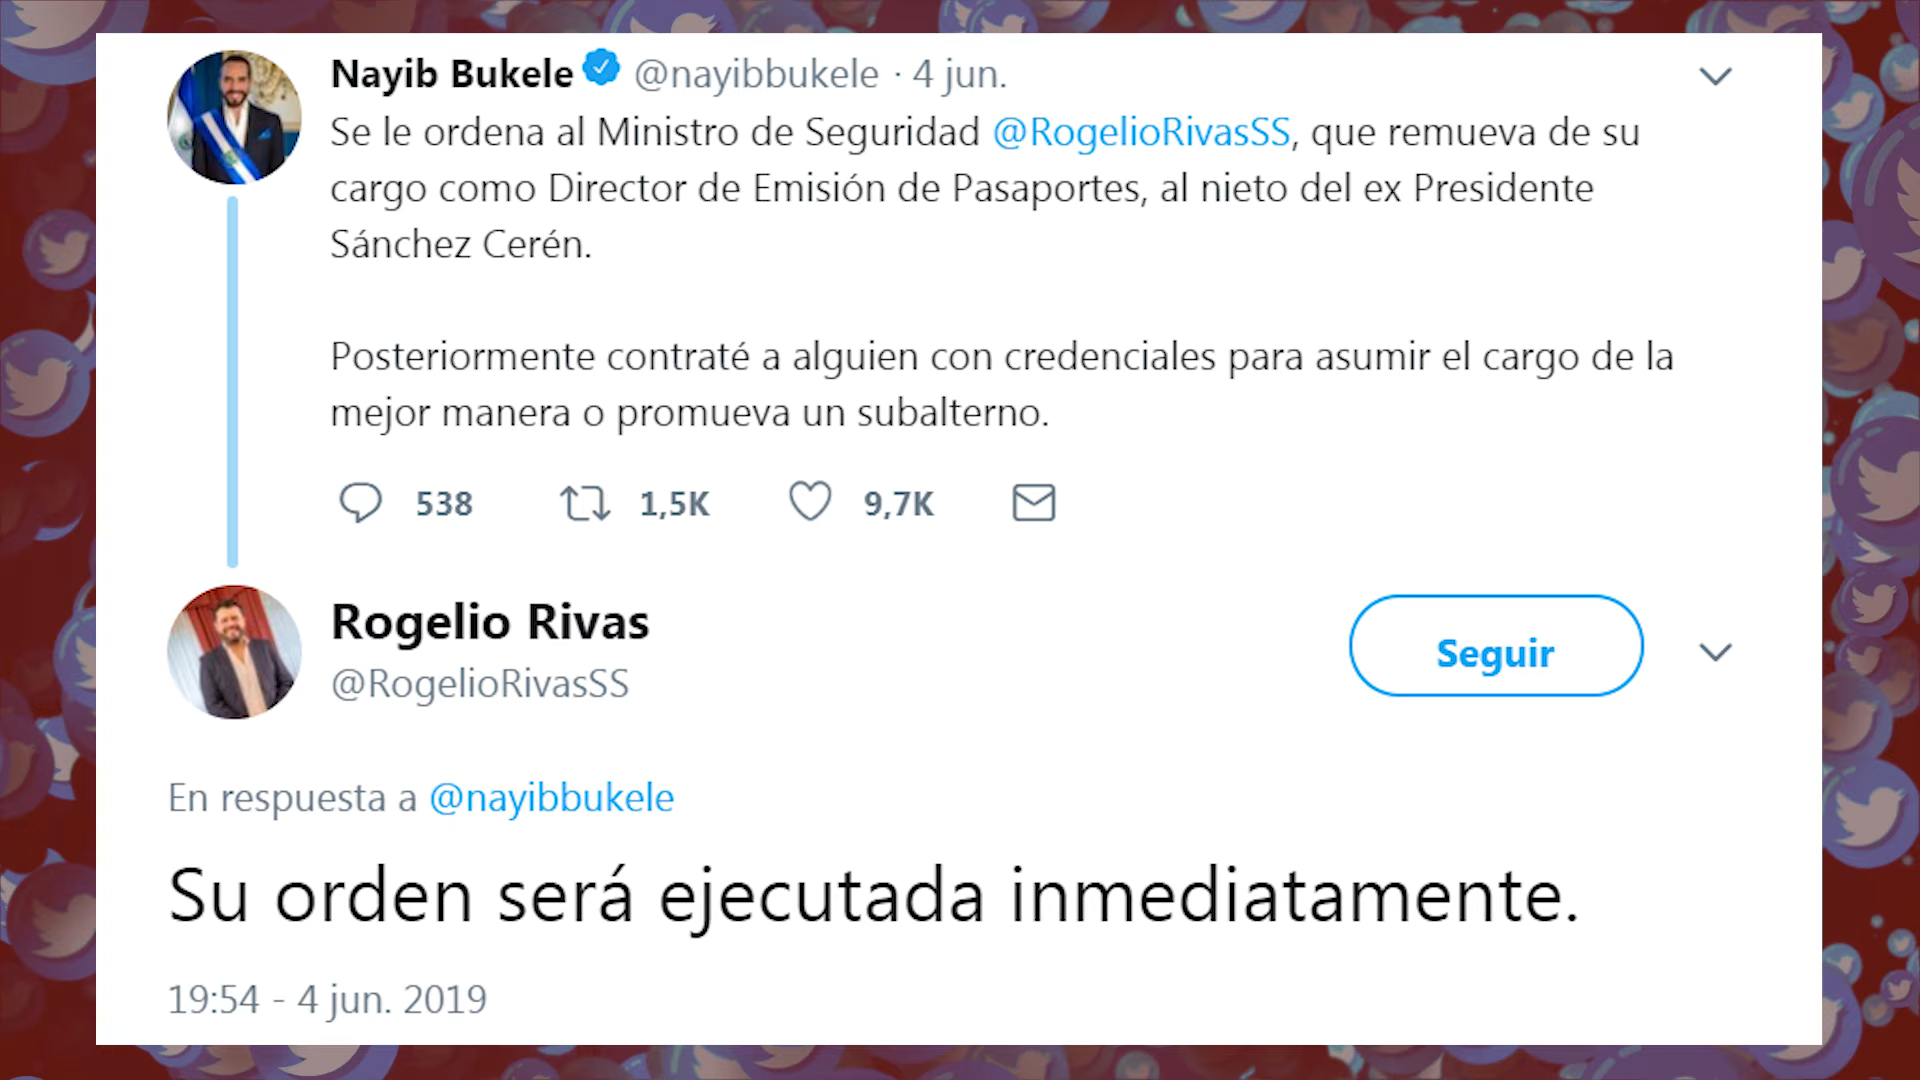 Nayib Bukele @nayibbukele · 4 jun.
Se le ordena al Ministro de Seguridad @RogelioRivasSS, que remueva de su
cargo como Director de Emisión de Pasaportes, al nieto del ex Presidente
Sánchez Cerén.
Posteriormente contraté a alguien con credenciales para asumir el cargo de la
mejor manera o promueva un subalterno.
538 1,5K 9,7K
Rogelio Rivas
@RogelioRivasSS
Seguir
En respuesta a @nayibbukele
Su orden será ejecutada inmediatamente.
19:54 - 4 jun. 2019